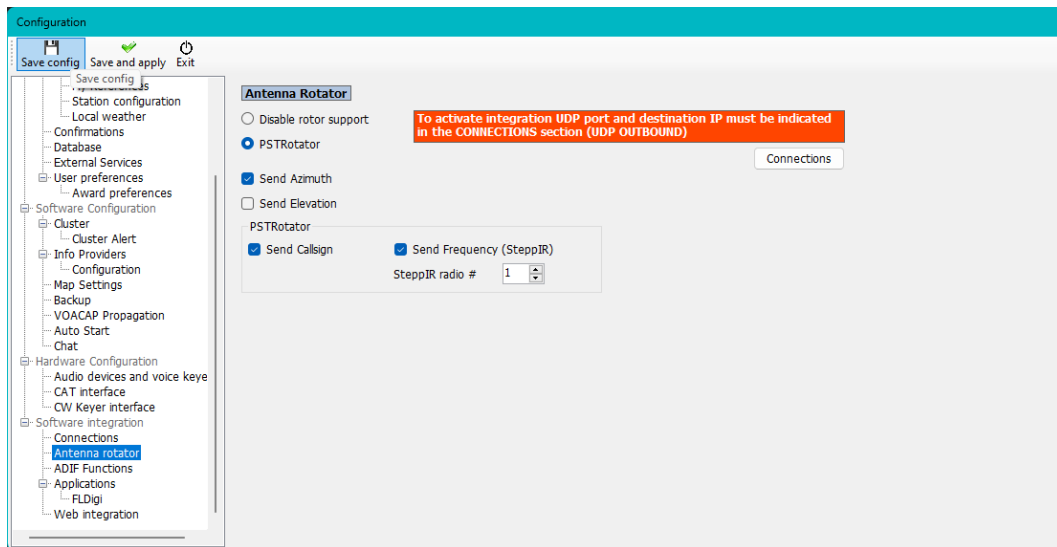 Configuration
Save config Save and apply Exit
Save config
Station configuration
Local weather
Confirmations
Database
External Services
User preferences
Award preferences
Software Configuration
Cluster
Cluster Alert
Info Providers
Configuration
Map Settings
Backup
VOACAP Propagation
Auto Start
Chat
Hardware Configuration
Audio devices and voice keye
CAT interface
CW Keyer interface
Software integration
Connections
Antenna rotator
ADIF Functions
Applications
FLDigi
Web integration
Antenna Rotator
Disable rotor support
PSTRotator
To activate integration UDP port and destination IP must be indicated
in the CONNECTIONS section (UDP OUTBOUND)
Connections
Send Azimuth
Send Elevation
PSTRotator
Send Callsign
Send Frequency (SteppIR)
SteppIR radio # 1